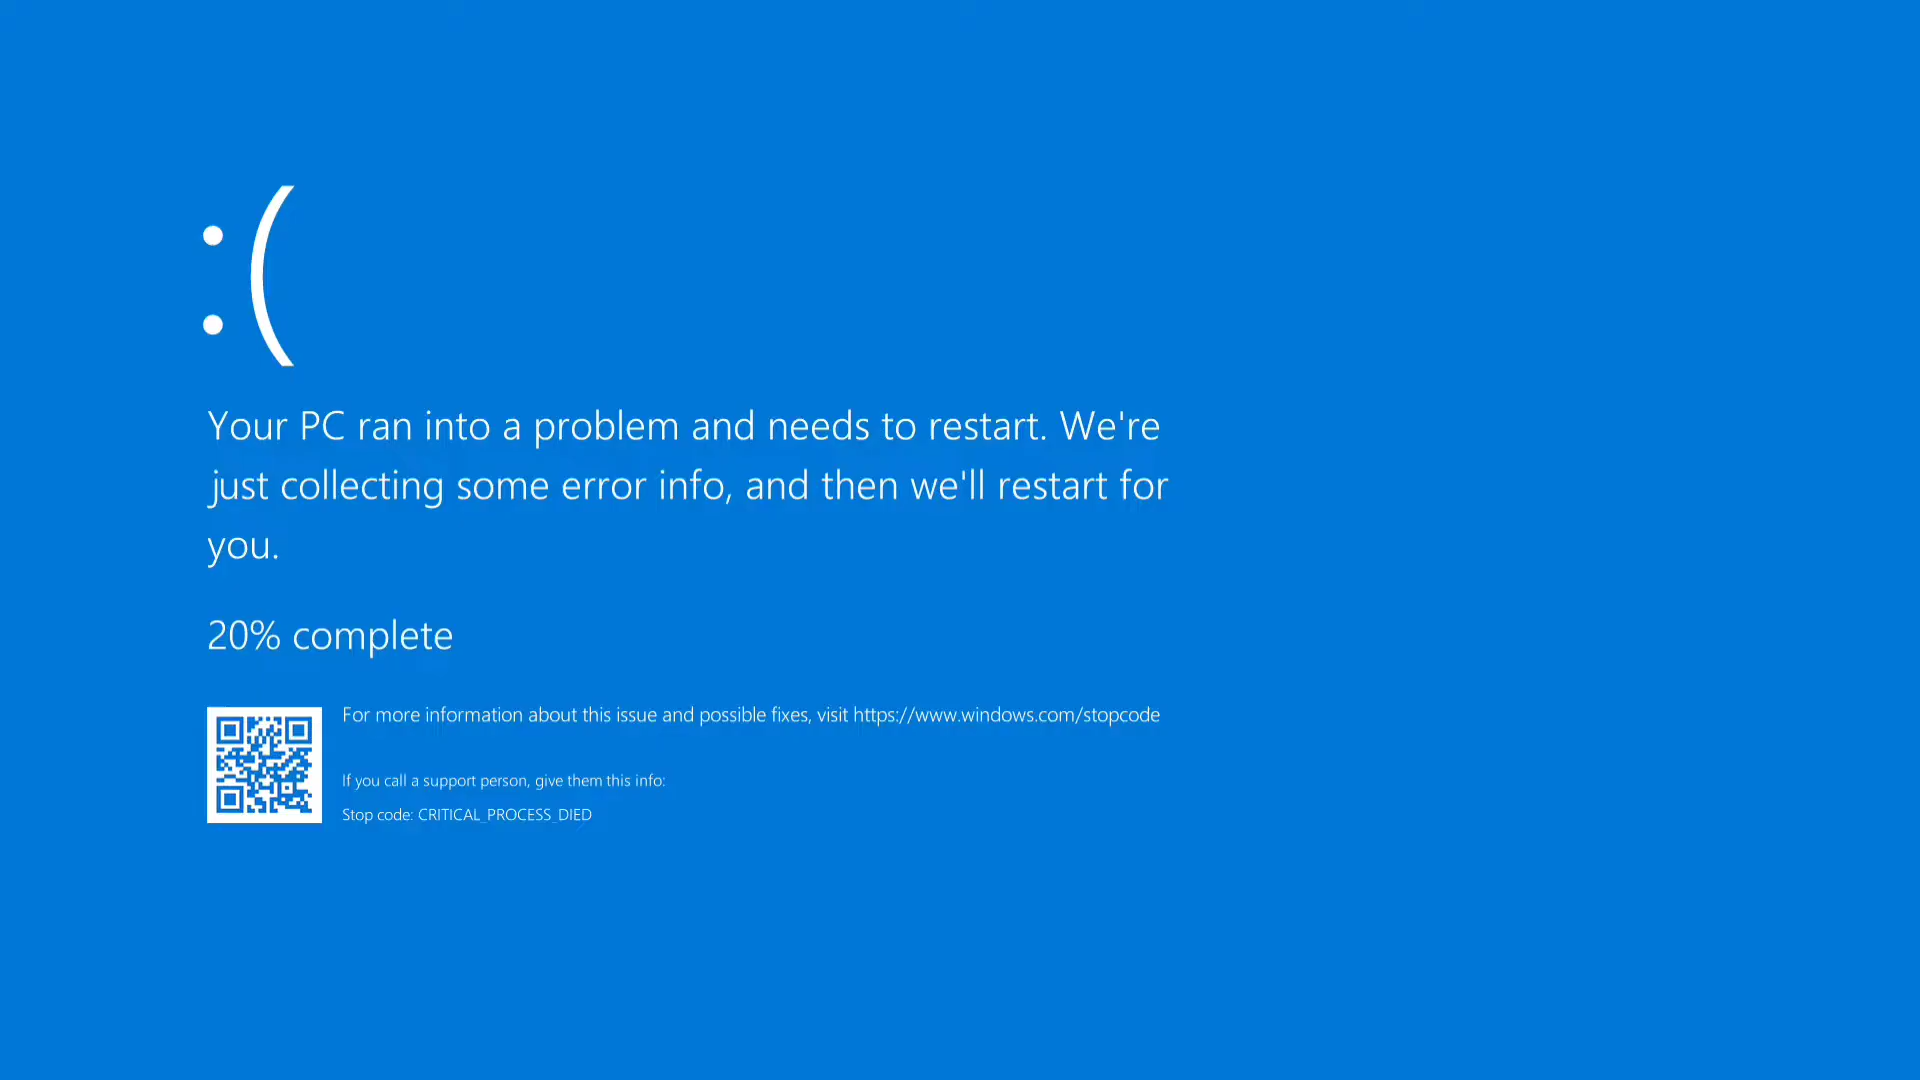 :(
Your PC ran into a problem and needs to restart. We're
just collecting some error info, and then we'll restart for
you.
20% complete
For more information about this issue and possible fixes, visit https://www.windows.com/stopcode
If you call a support person, give them this info:
Stop code: CRITICAL_PROCESS_DIED